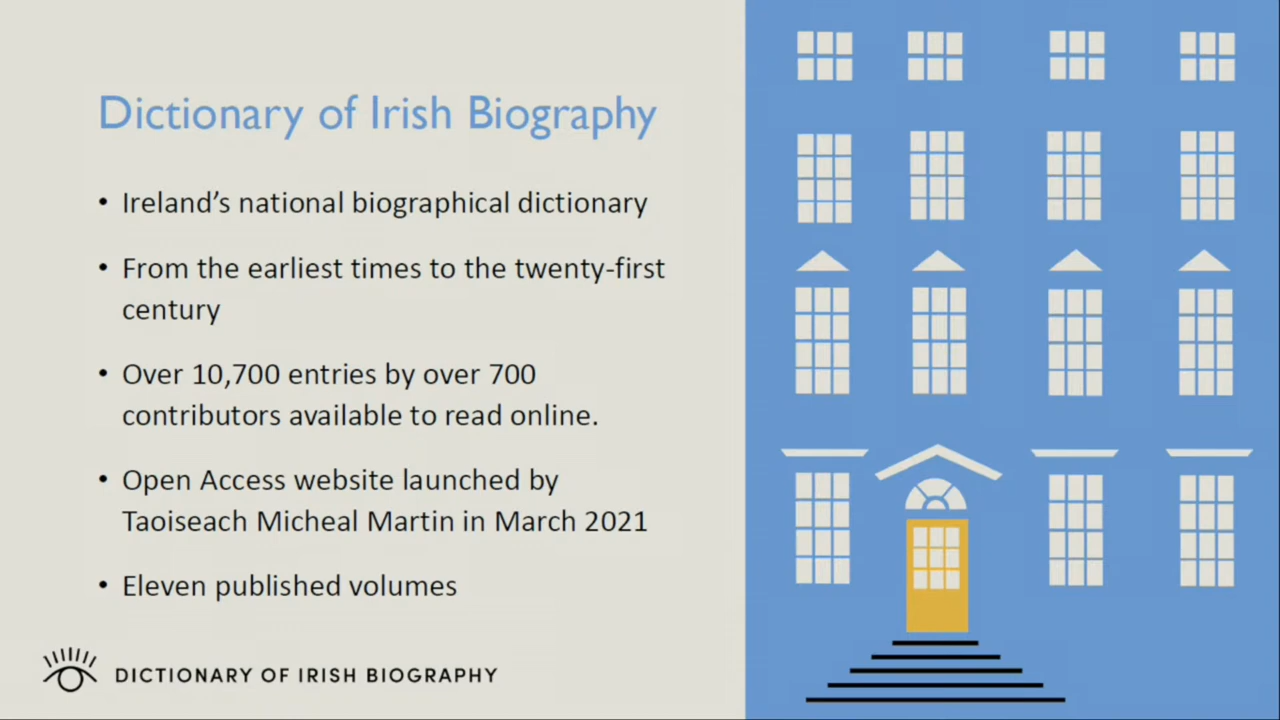 Dictionary of Irish Biography
• Ireland’s national biographical dictionary
• From the earliest times to the twenty-first
century
• Over 10,700 entries by over 700
contributors available to read online.
• Open Access website launched by
Taoiseach Micheal Martin in March 2021
• Eleven published volumes
DICTIONARY OF IRISH BIOGRAPHY